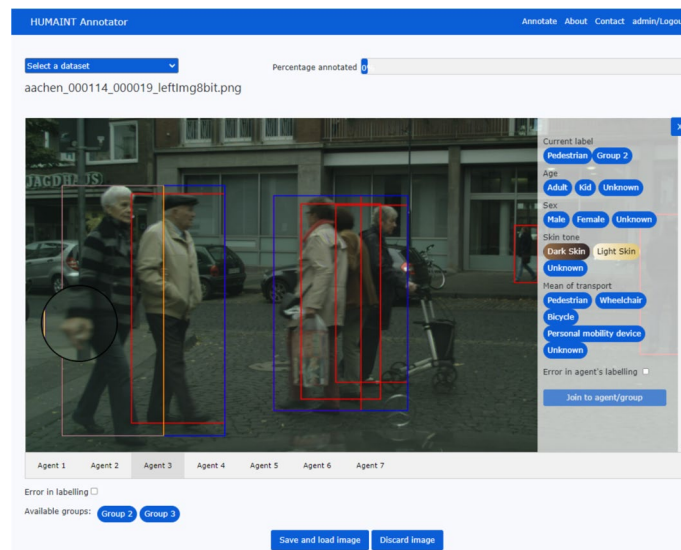 HUMAINT Annotator
Annotate About Contact admin/Logou
Select a dataset
Percentage annotated 0%
aachen_000114_000019_leftImg8bit.png
JAGDHAUS
X
Current label
Pedestrian Group 2
Age
Adult Kid Unknown
Sex
Male Female Unknown
Skin tone
Dark Skin Light Skin
Unknown
Mean of transport
Pedestrian Wheelchair
Bicycle
Personal mobility device
Unknown
Error in agent's labelling
Join to agent/group
Agent 1 Agent 2 Agent 3 Agent 4 Agent 5 Agent 6 Agent 7
Error in labelling
Available groups: Group 2 Group 3
Save and load image Discard image